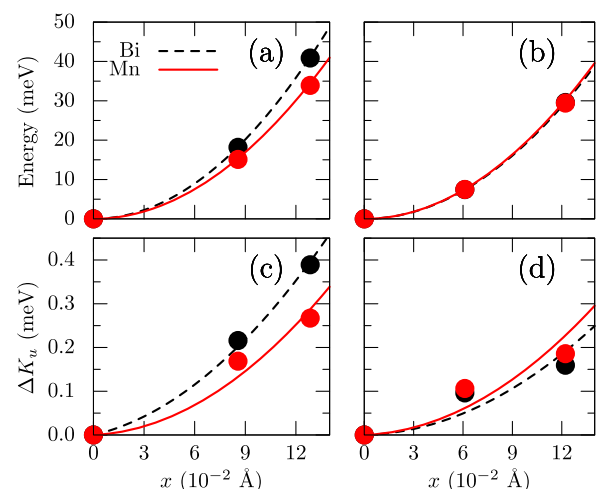 50
40
30
20
10
0
Energy (meV)
Bi
Mn
(a)
(b)
0.4
0.3
0.2
0.1
0.0
ΔK_u (meV)
(c)
(d)
0 3 6 9 12
0 3 6 9 12
x (10⁻² Å)
x (10⁻² Å)